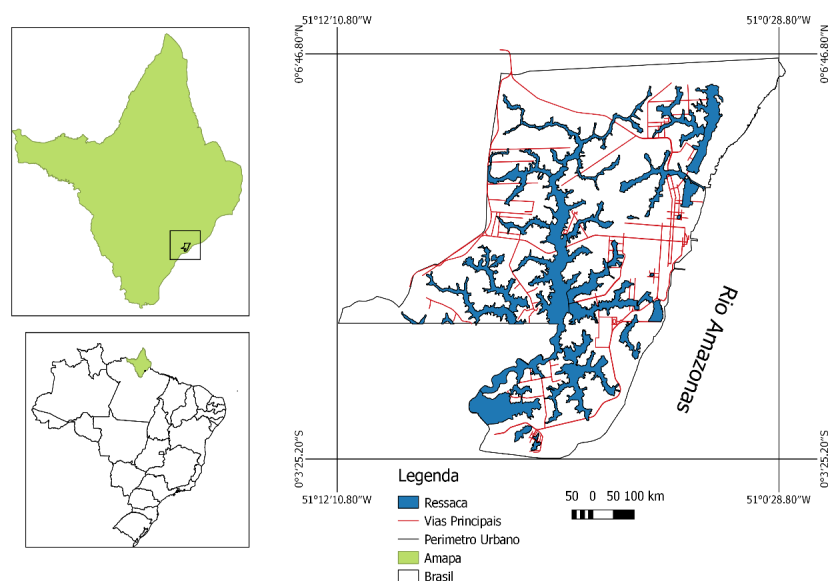 51°12'10.80"W
51°0'28.80"W
0°6'46.80"N
0°6'46.80"N
Rio Amazonas
0°3'25.20"S
0°3'25.20"S
51°12'10.80"W
51°0'28.80"W
Legenda
Ressaca
Vias Principais
Perimetro Urbano
Amapa
Brasil
50 0 50 100 km